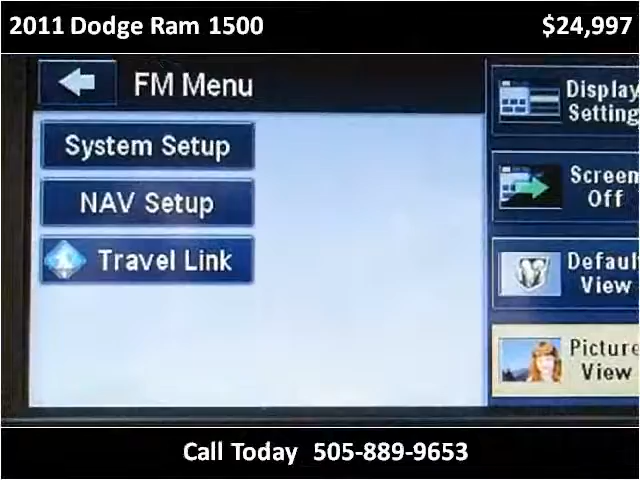 2011 Dodge Ram 1500 $24,997
FM Menu
System Setup
NAV Setup
Travel Link
Display
Setting
Screen
Off
Defaul
View
Picture
View
Call Today 505-889-9653